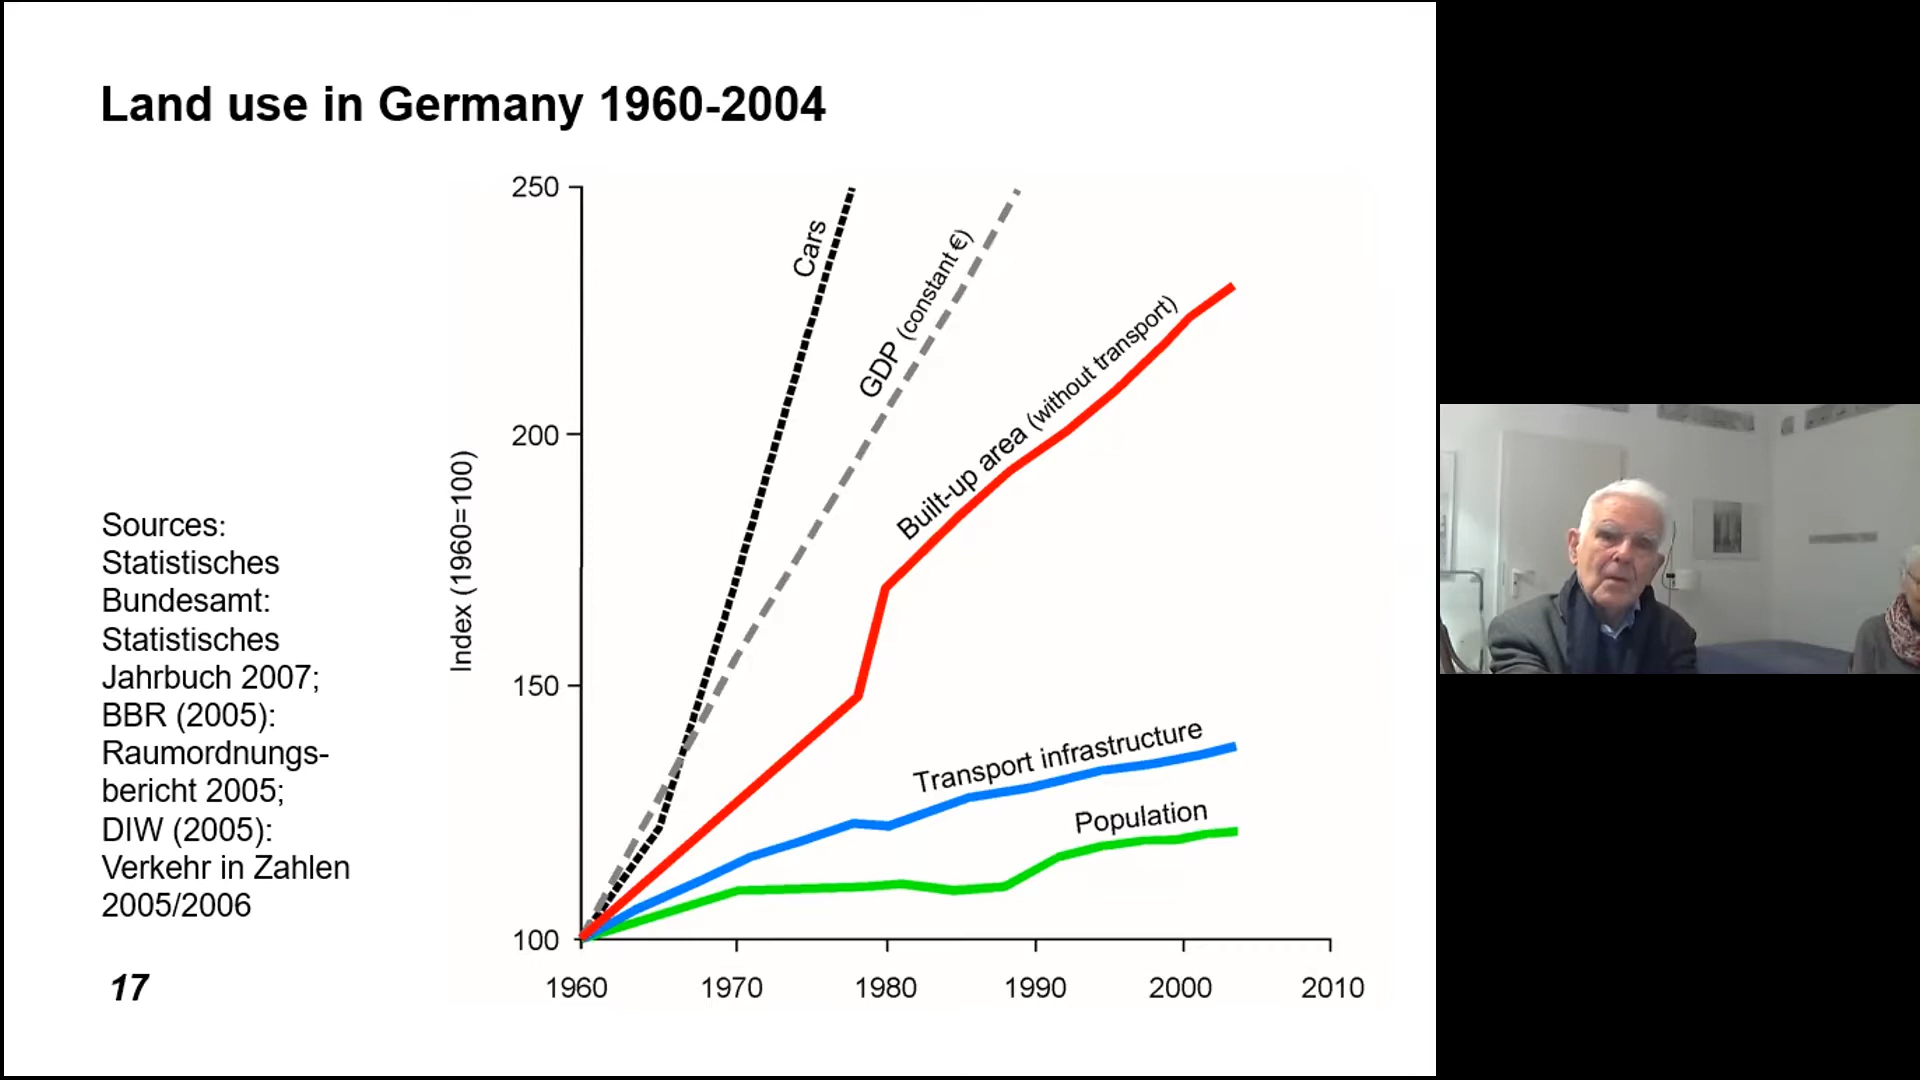 Land use in Germany 1960-2004
250
200
150
100
Index (1960=100)
Cars
GDP (constant €)
Built-up area (without transport)
Transport infrastructure
Population
1960
1970
1980
1990
2000
2010
Sources:
Statistisches
Bundesamt:
Statistisches
Jahrbuch 2007;
BBR (2005):
Raumordnungs-
bericht 2005;
DIW (2005):
Verkehr in Zahlen
2005/2006
17